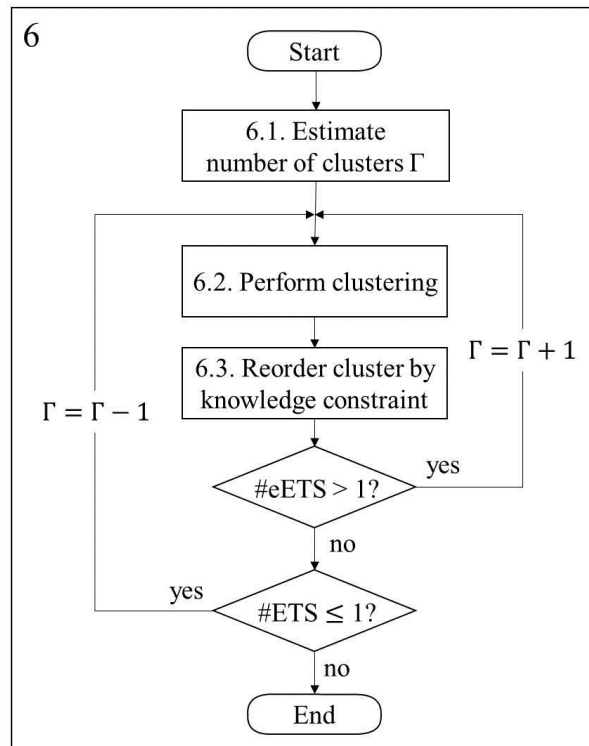 6
Start
6.1. Estimate
number of clusters Γ
6.2. Perform clustering
6.3. Reorder cluster by
knowledge constraint
Γ = Γ + 1
Γ = Γ − 1
#eETS > 1?
yes
no
yes
#ETS ≤ 1?
no
End